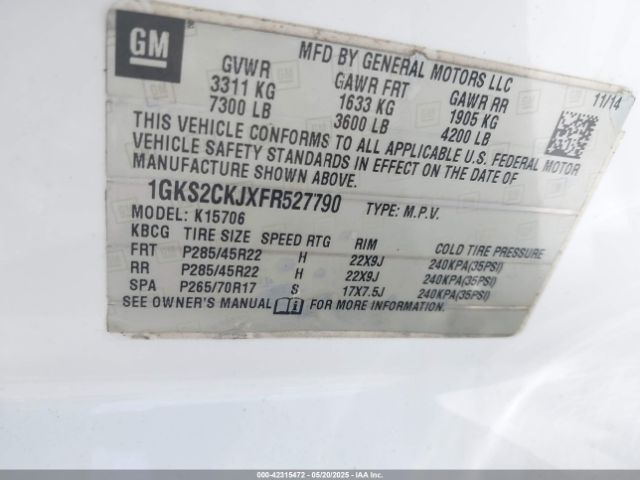 GM
MFD BY GENERAL MOTORS LLC
GVWR GAWR FRT GAWR RR 11/14
3311 KG 1633 KG 1905 KG
7300 LB 3600 LB 4200 LB
THIS VEHICLE CONFORMS TO ALL APPLICABLE U.S. FEDERAL MOTOR
VEHICLE SAFETY STANDARDS IN EFFECT ON THE DATE OF
MANUFACTURE SHOWN ABOVE.
1GKS2CKJXFR527790 TYPE: M.P.V.
MODEL: K15706
KBCG TIRE SIZE SPEED RTG RIM COLD TIRE PRESSURE
FRT P285/45R22 H 22X9J 240KPA(35PSI)
RR P285/45R22 H 22X9J 240KPA(35PSI)
SPA P265/70R17 S 17X7.5J 240KPA(35PSI)
SEE OWNER'S MANUAL FOR MORE INFORMATION.
000-42315472 - 05/20/2025 - COPYRIGHT IAA